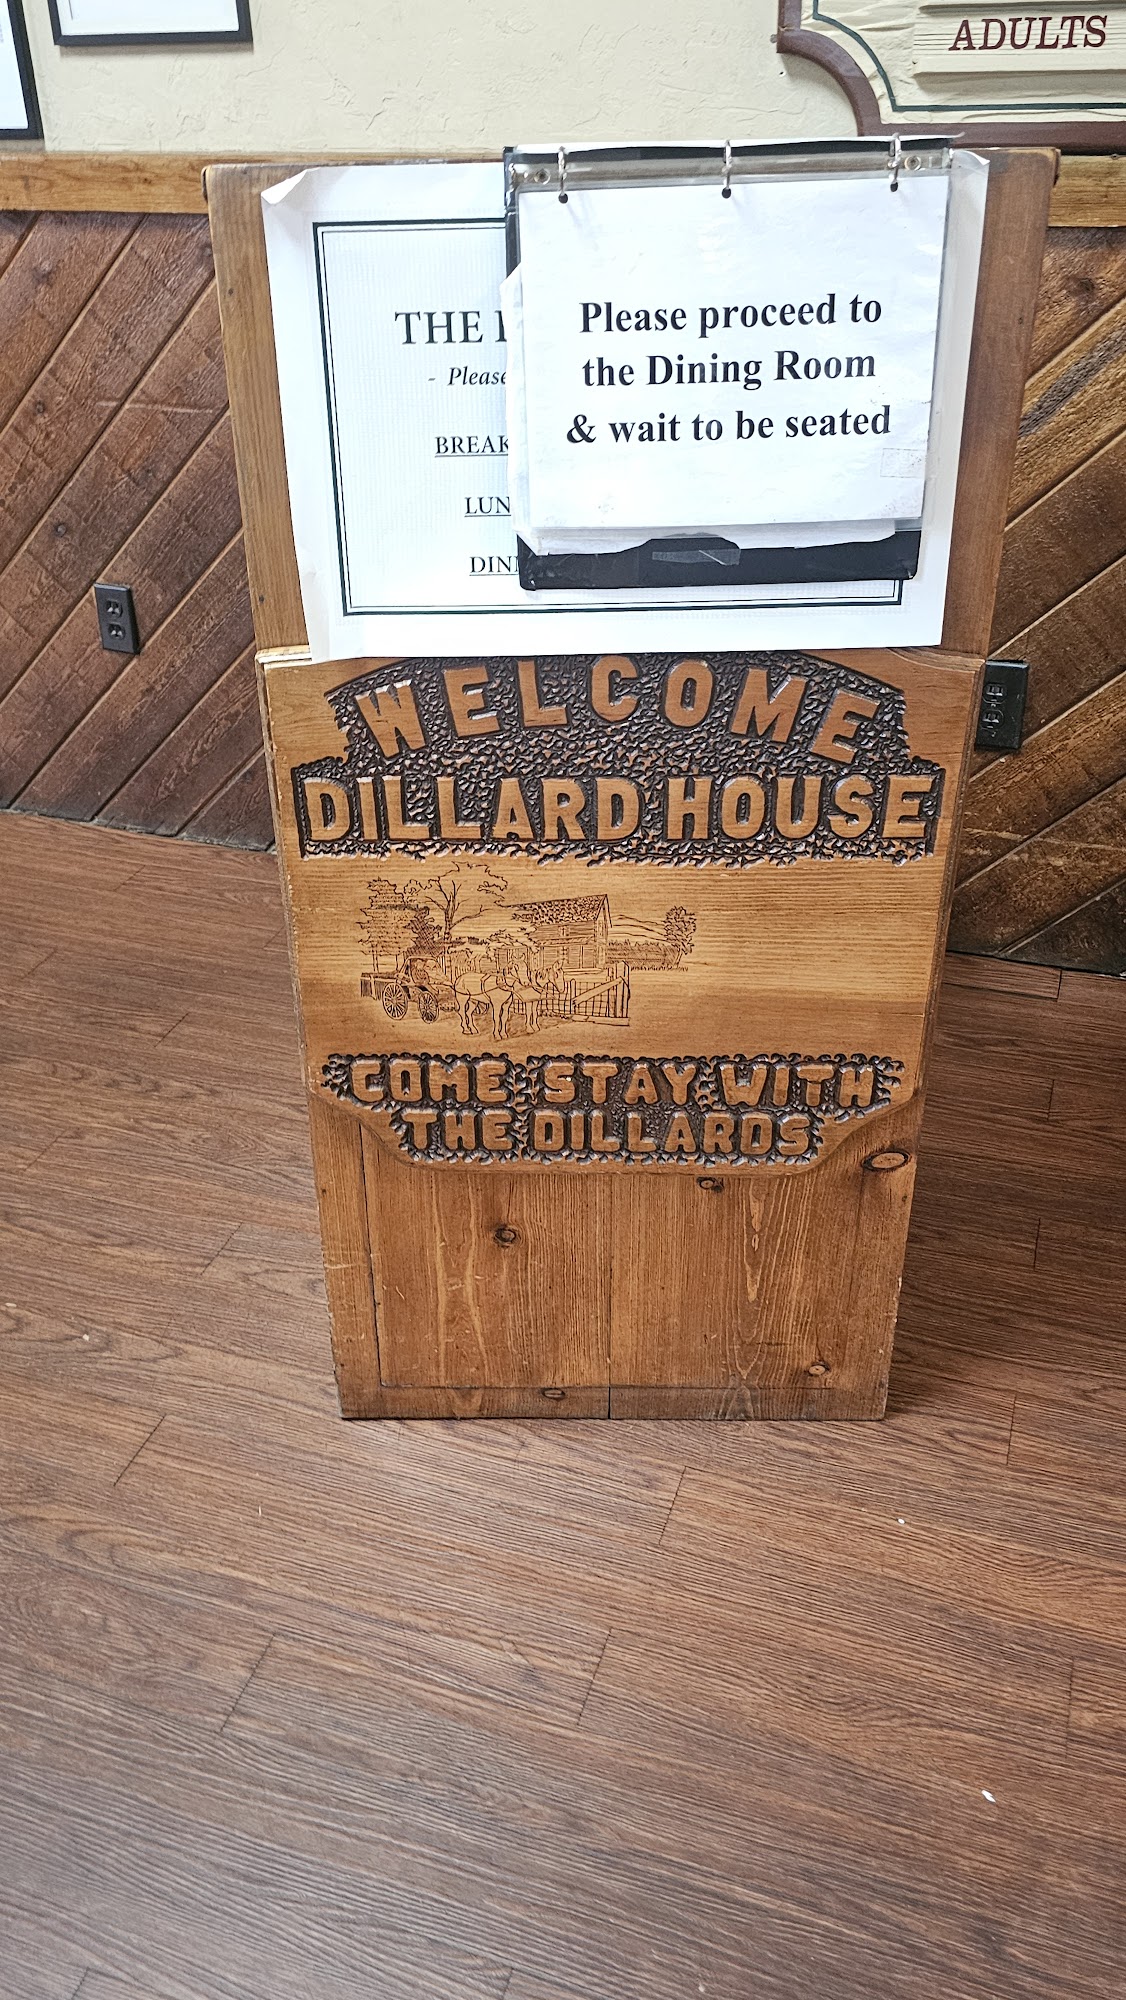 ADULTS
THE
- Please
BREAK
LUN
DIN
Please proceed to
the Dining Room
& wait to be seated
WELCOME
DILLARD HOUSE
COME STAY WITH
THE DILLARDS